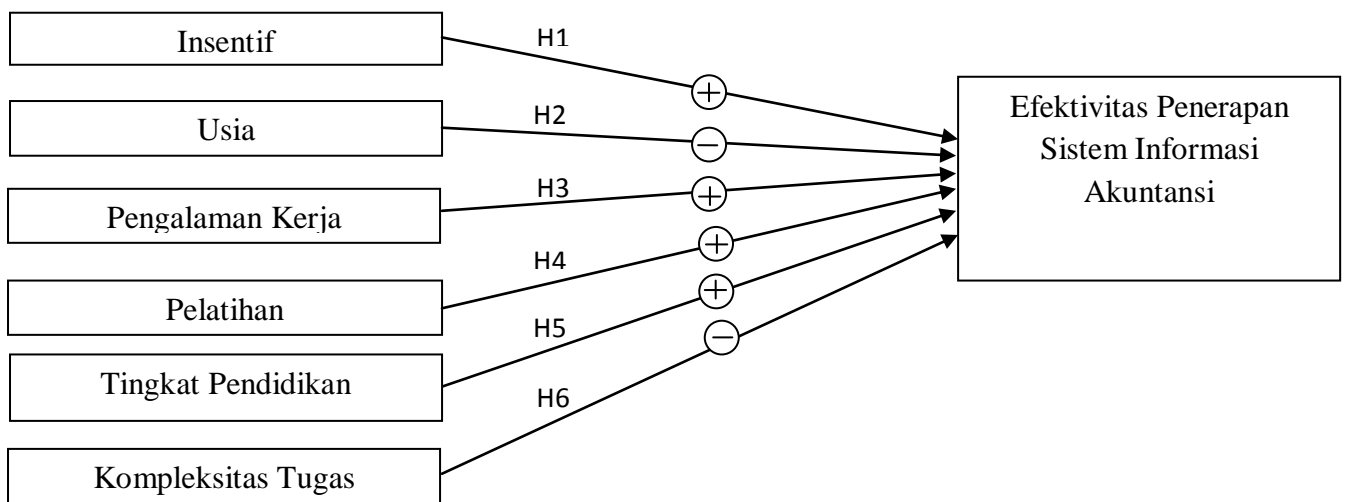 Insentif
H1
+
Efektivitas Penerapan
Sistem Informasi
Akuntansi
Usia
H2
−
Pengalaman Kerja
H3
+
Pelatihan
H4
+
Tingkat Pendidikan
H5
+
Kompleksitas Tugas
H6
−